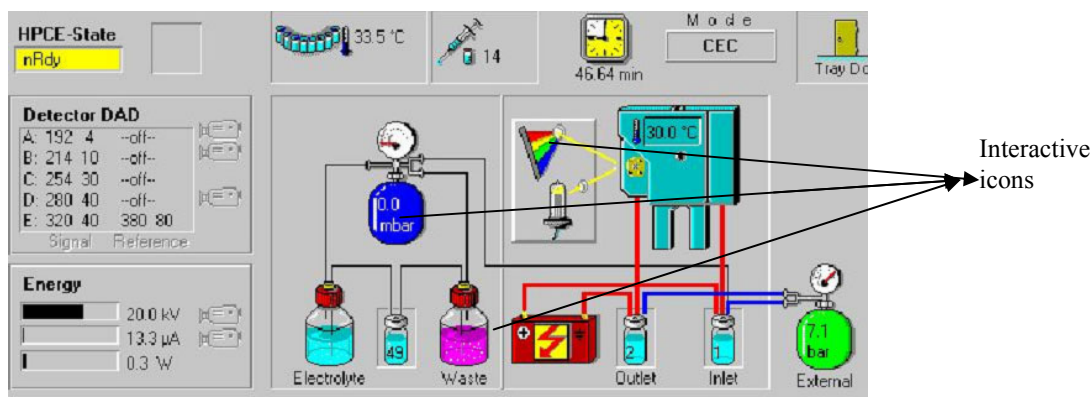 HPCE-State
nRdy
33.5 °C
14
46.64 min
Mode
CEC
Tray Do
Detector DAD
A: 192 4 --off--
B: 214 10 --off--
C: 254 30 --off--
D: 280 40 --off--
E: 320 40 380 80
Signal Reference
0.0
mbar
30.0 °C
Interactive
icons
Energy
20.0 kV
13.3 µA
0.3 W
49
+
2
1
7.1
bar
Electrolyte
Waste
Outlet
Inlet
External